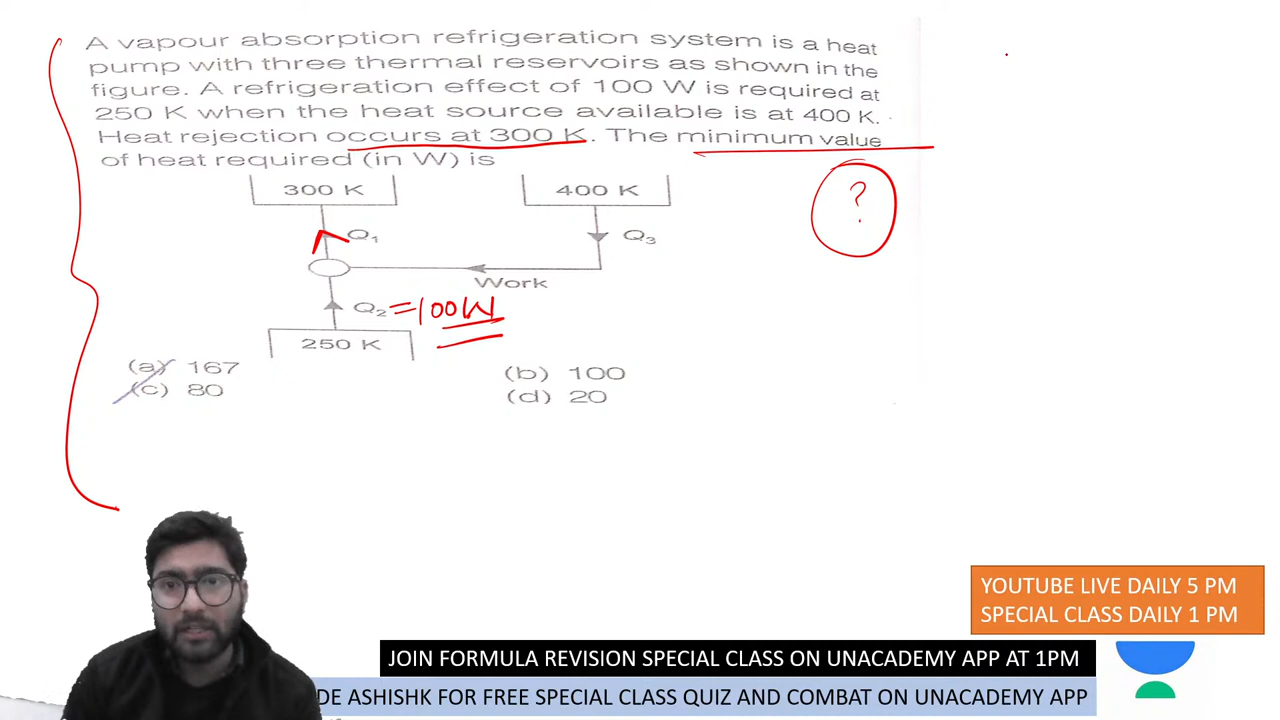 A vapour absorption refrigeration system is a heat
pump with three thermal reservoirs as shown in the
figure. A refrigeration effect of 100 W is required at
250 K when the heat source available is at 400 K.
Heat rejection occurs at 300 K. The minimum value
of heat required (in W) is
?
300 K
400 K
Q1
Q3
Work
Q2 = 100W
250 K
(a) 167
(b) 100
(c) 80
(d) 20
YOUTUBE LIVE DAILY 5 PM
SPECIAL CLASS DAILY 1 PM
JOIN FORMULA REVISION SPECIAL CLASS ON UNACADEMY APP AT 1PM
DE ASHISHK FOR FREE SPECIAL CLASS QUIZ AND COMBAT ON UNACADEMY APP